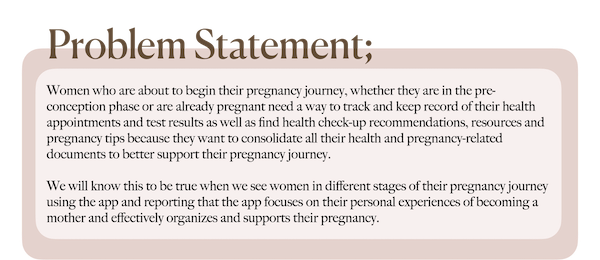 Problem Statement;
Women who are about to begin their pregnancy journey, whether they are in the pre-
conception phase or are already pregnant need a way to track and keep record of their health
appointments and test results as well as find health check-up recommendations, resources and
pregnancy tips because they want to consolidate all their health and pregnancy-related
documents to better support their pregnancy journey.
We will know this to be true when we see women in different stages of their pregnancy journey
using the app and reporting that the app focuses on their personal experiences of becoming a
mother and effectively organizes and supports their pregnancy.